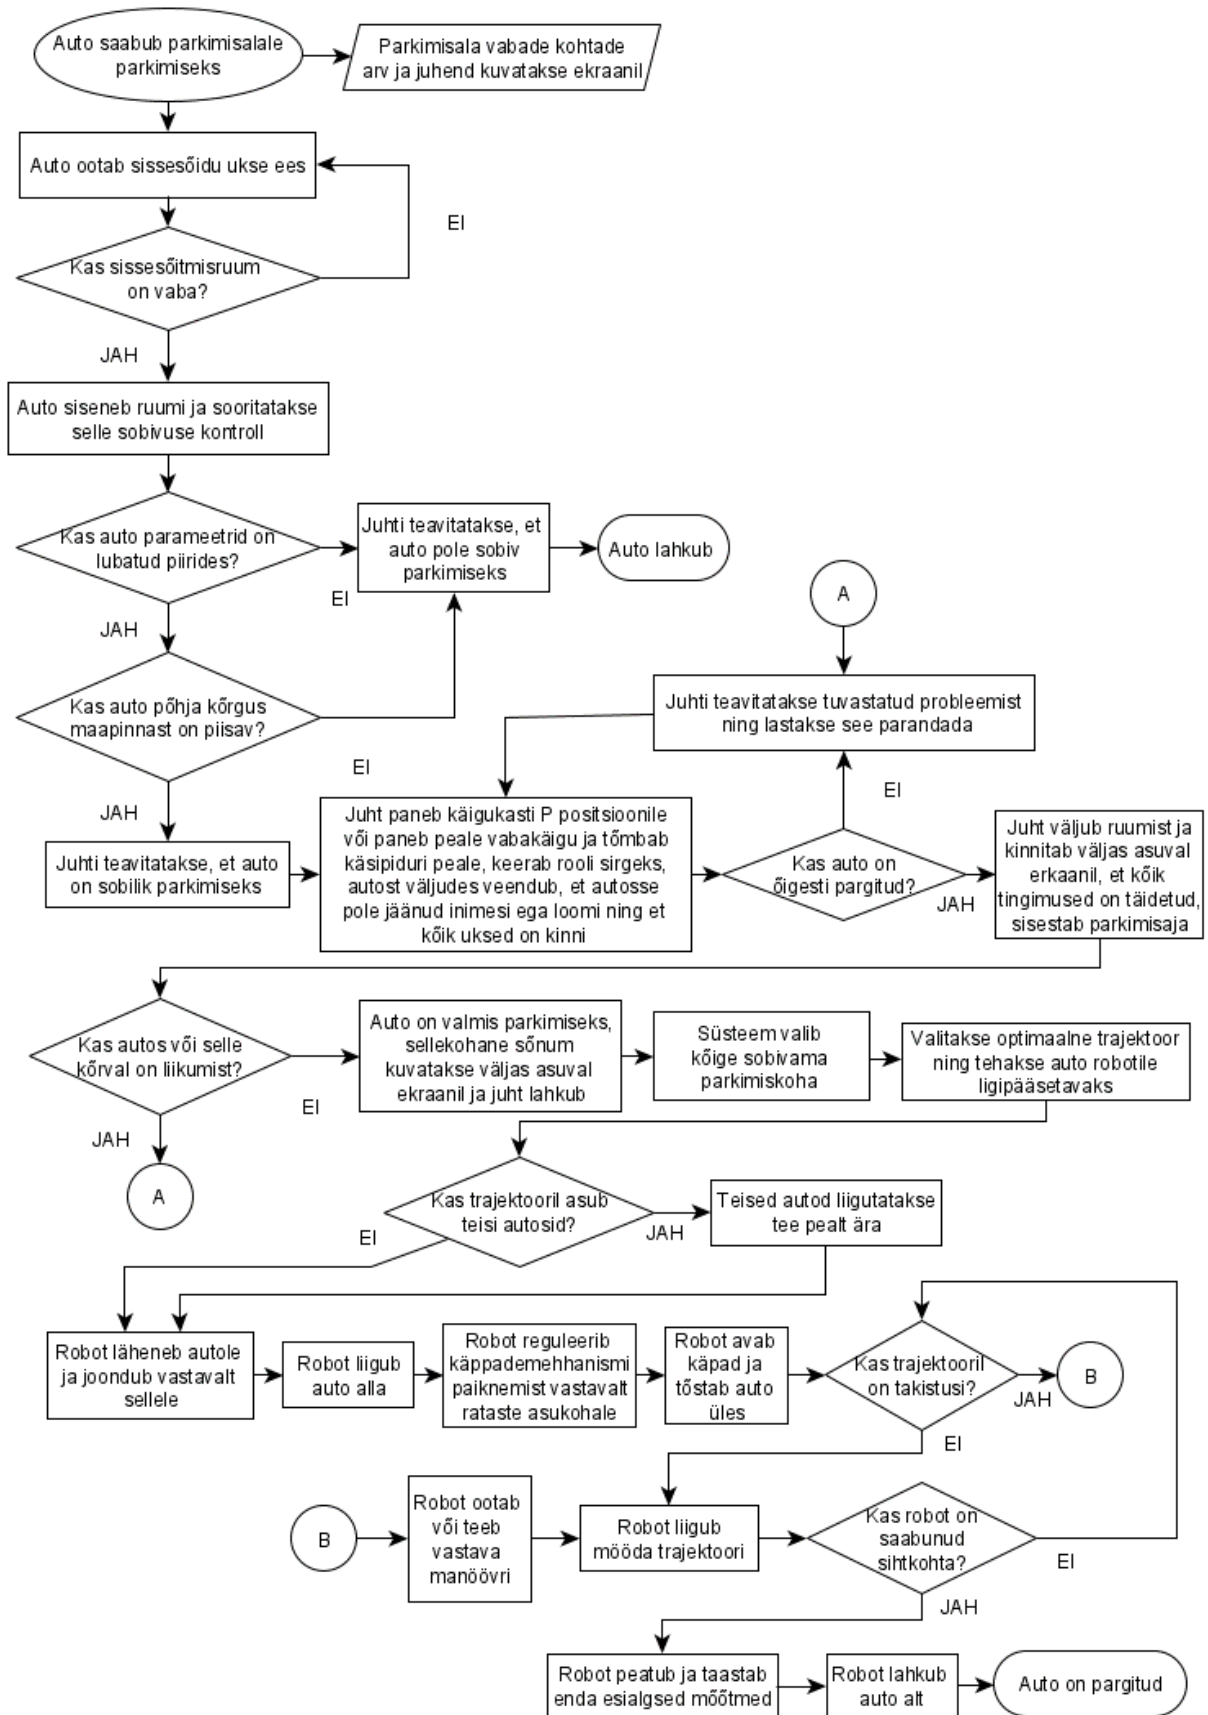 Auto saabub parkimisalale
parkimiseks
Parkimisala vabade kohtade
arv ja juhend kuvatakse ekraanil
Auto ootab sissesõidu ukse ees
EI
Kas sissesõitmisruum
on vaba?
JAH
Auto siseneb ruumi ja sooritatakse
selle sobivuse kontroll
Kas auto parameetrid on
lubatud piirides?
EI
Juhti teavitatakse, et
auto pole sobiv
parkimiseks
Auto lahkub
JAH
Kas auto põhja kõrgus
maapinnast on piisav?
EI
A
Juhti teavitatakse tuvastatud probleemist
ning lastakse see parandada
JAH
Juhti teavitatakse, et auto
on sobilik parkimiseks
Juht paneb käigukasti P positsioonile
või paneb peale vabakäigu ja tõmbab
käsipiduri peale, keerab rooli sirgeks,
autost väljudes veendub, et autosse
pole jäänud inimesi ega loomi ning et
kõik uksed on kinni
EI
Kas auto on
õigesti pargitud?
JAH
Juht väljub ruumist ja
kinnitab väljas asuval
erkaanil, et kõik
tingimused on täidetud,
sisestab parkimisaja
Kas autos või selle
kõrval on liikumist?
EI
JAH
A
Auto on valmis parkimiseks,
sellekohane sõnum
kuvatakse väljas asuval
ekraanil ja juht lahkub
Süsteem valib
kõige sobivama
parkimiskoha
Valitakse optimaalne trajektoor
ning tehakse auto robotile
ligipääsetavaks
Kas trajektooril asub
teisi autosid?
EI
JAH
Teised autod liigutatakse
tee pealt ära
Robot läheneb autole
ja joondub vastavalt
sellele
Robot liigub
auto alla
Robot reguleerib
käppademehhanismi
paiknemist vastavalt
rataste asukohale
Robot avab
käpad ja
tõstab auto
üles
Kas trajektooril
on takistusi?
JAH
B
EI
B
Robot ootab
või teeb
vastava
manöövri
Robot liigub
mööda trajektoori
Kas robot on
saabunud
sihtkohta?
EI
JAH
Robot peatub ja taastab
enda esialgsed mõõtmed
Robot lahkub
auto alt
Auto on pargitud